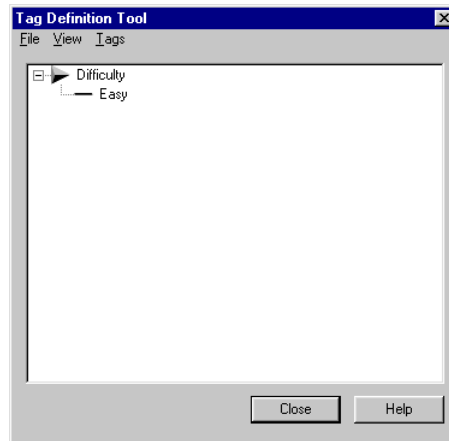 Tag Definition Tool
File View Tags
Difficulty
Easy
Close Help